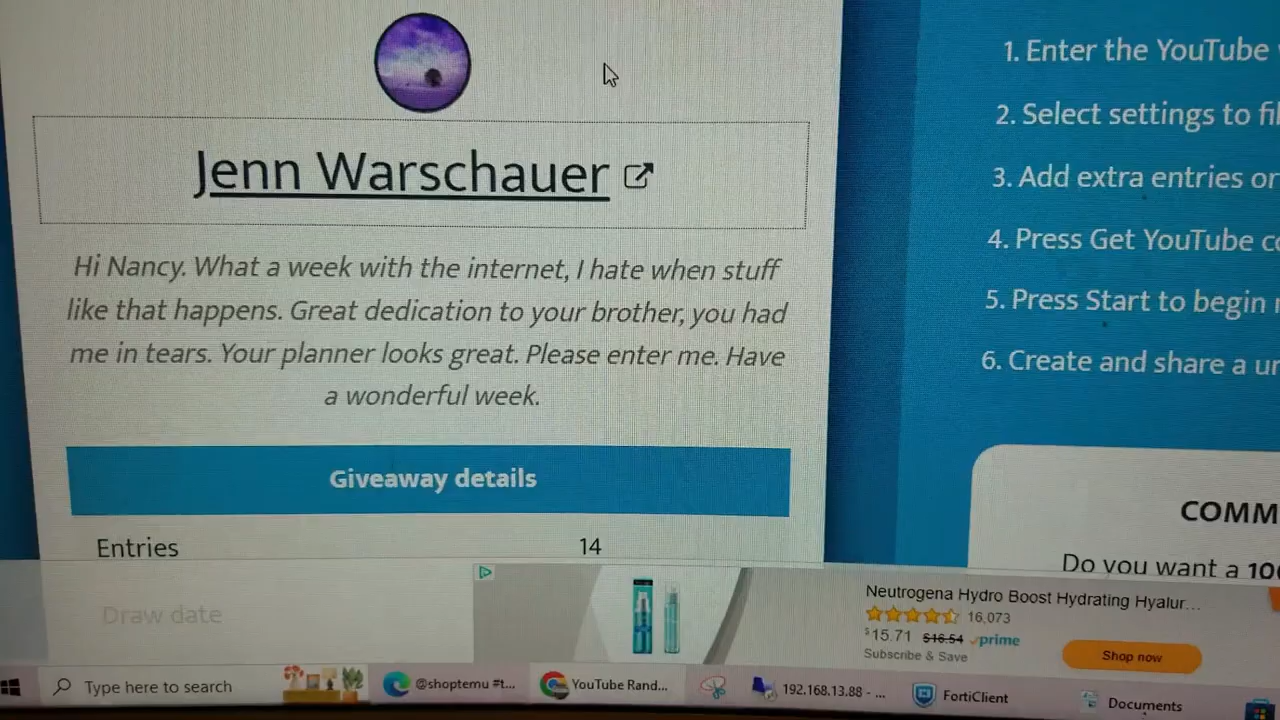 Jenn Warschauer
Hi Nancy. What a week with the internet, I hate when stuff
like that happens. Great dedication to your brother, you had
me in tears. Your planner looks great. Please enter me. Have
a wonderful week.
Giveaway details
Entries 14
Draw date
1. Enter the YouTube
2. Select settings to fil
3. Add extra entries or
4. Press Get YouTube co
5. Press Start to begin
6. Create and share a un
COMM
Do you want a 100
Neutrogena Hydro Boost Hydrating Hyalur...
16,073
$15.71 $16.54 prime
Subscribe & Save
Shop now
Type here to search
@shoptemu #t...
YouTube Rand...
192.168.13.88 - ...
FortiClient
Documents